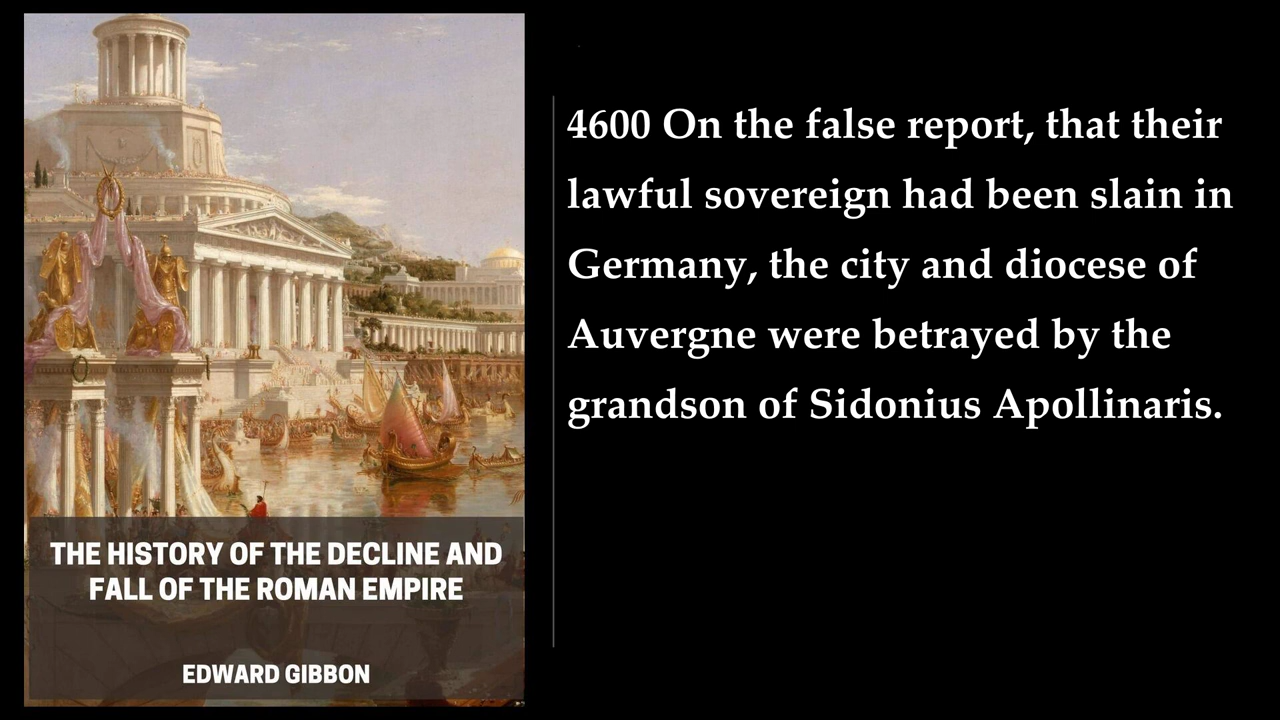 4600 On the false report, that their
lawful sovereign had been slain in
Germany, the city and diocese of
Auvergne were betrayed by the
grandson of Sidonius Apollinaris.
THE HISTORY OF THE DECLINE AND
FALL OF THE ROMAN EMPIRE
EDWARD GIBBON